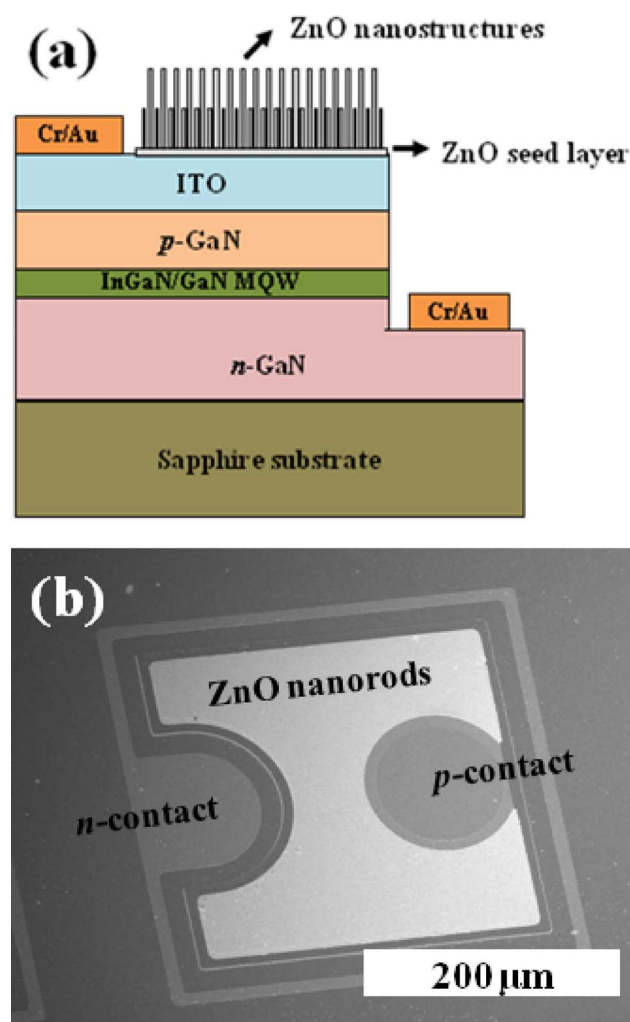 (a)
ZnO nanostructures
Cr/Au
ZnO seed layer
ITO
p-GaN
InGaN/GaN MQW
Cr/Au
n-GaN
Sapphire substrate
(b)
ZnO nanorods
p-contact
n-contact
200 μm